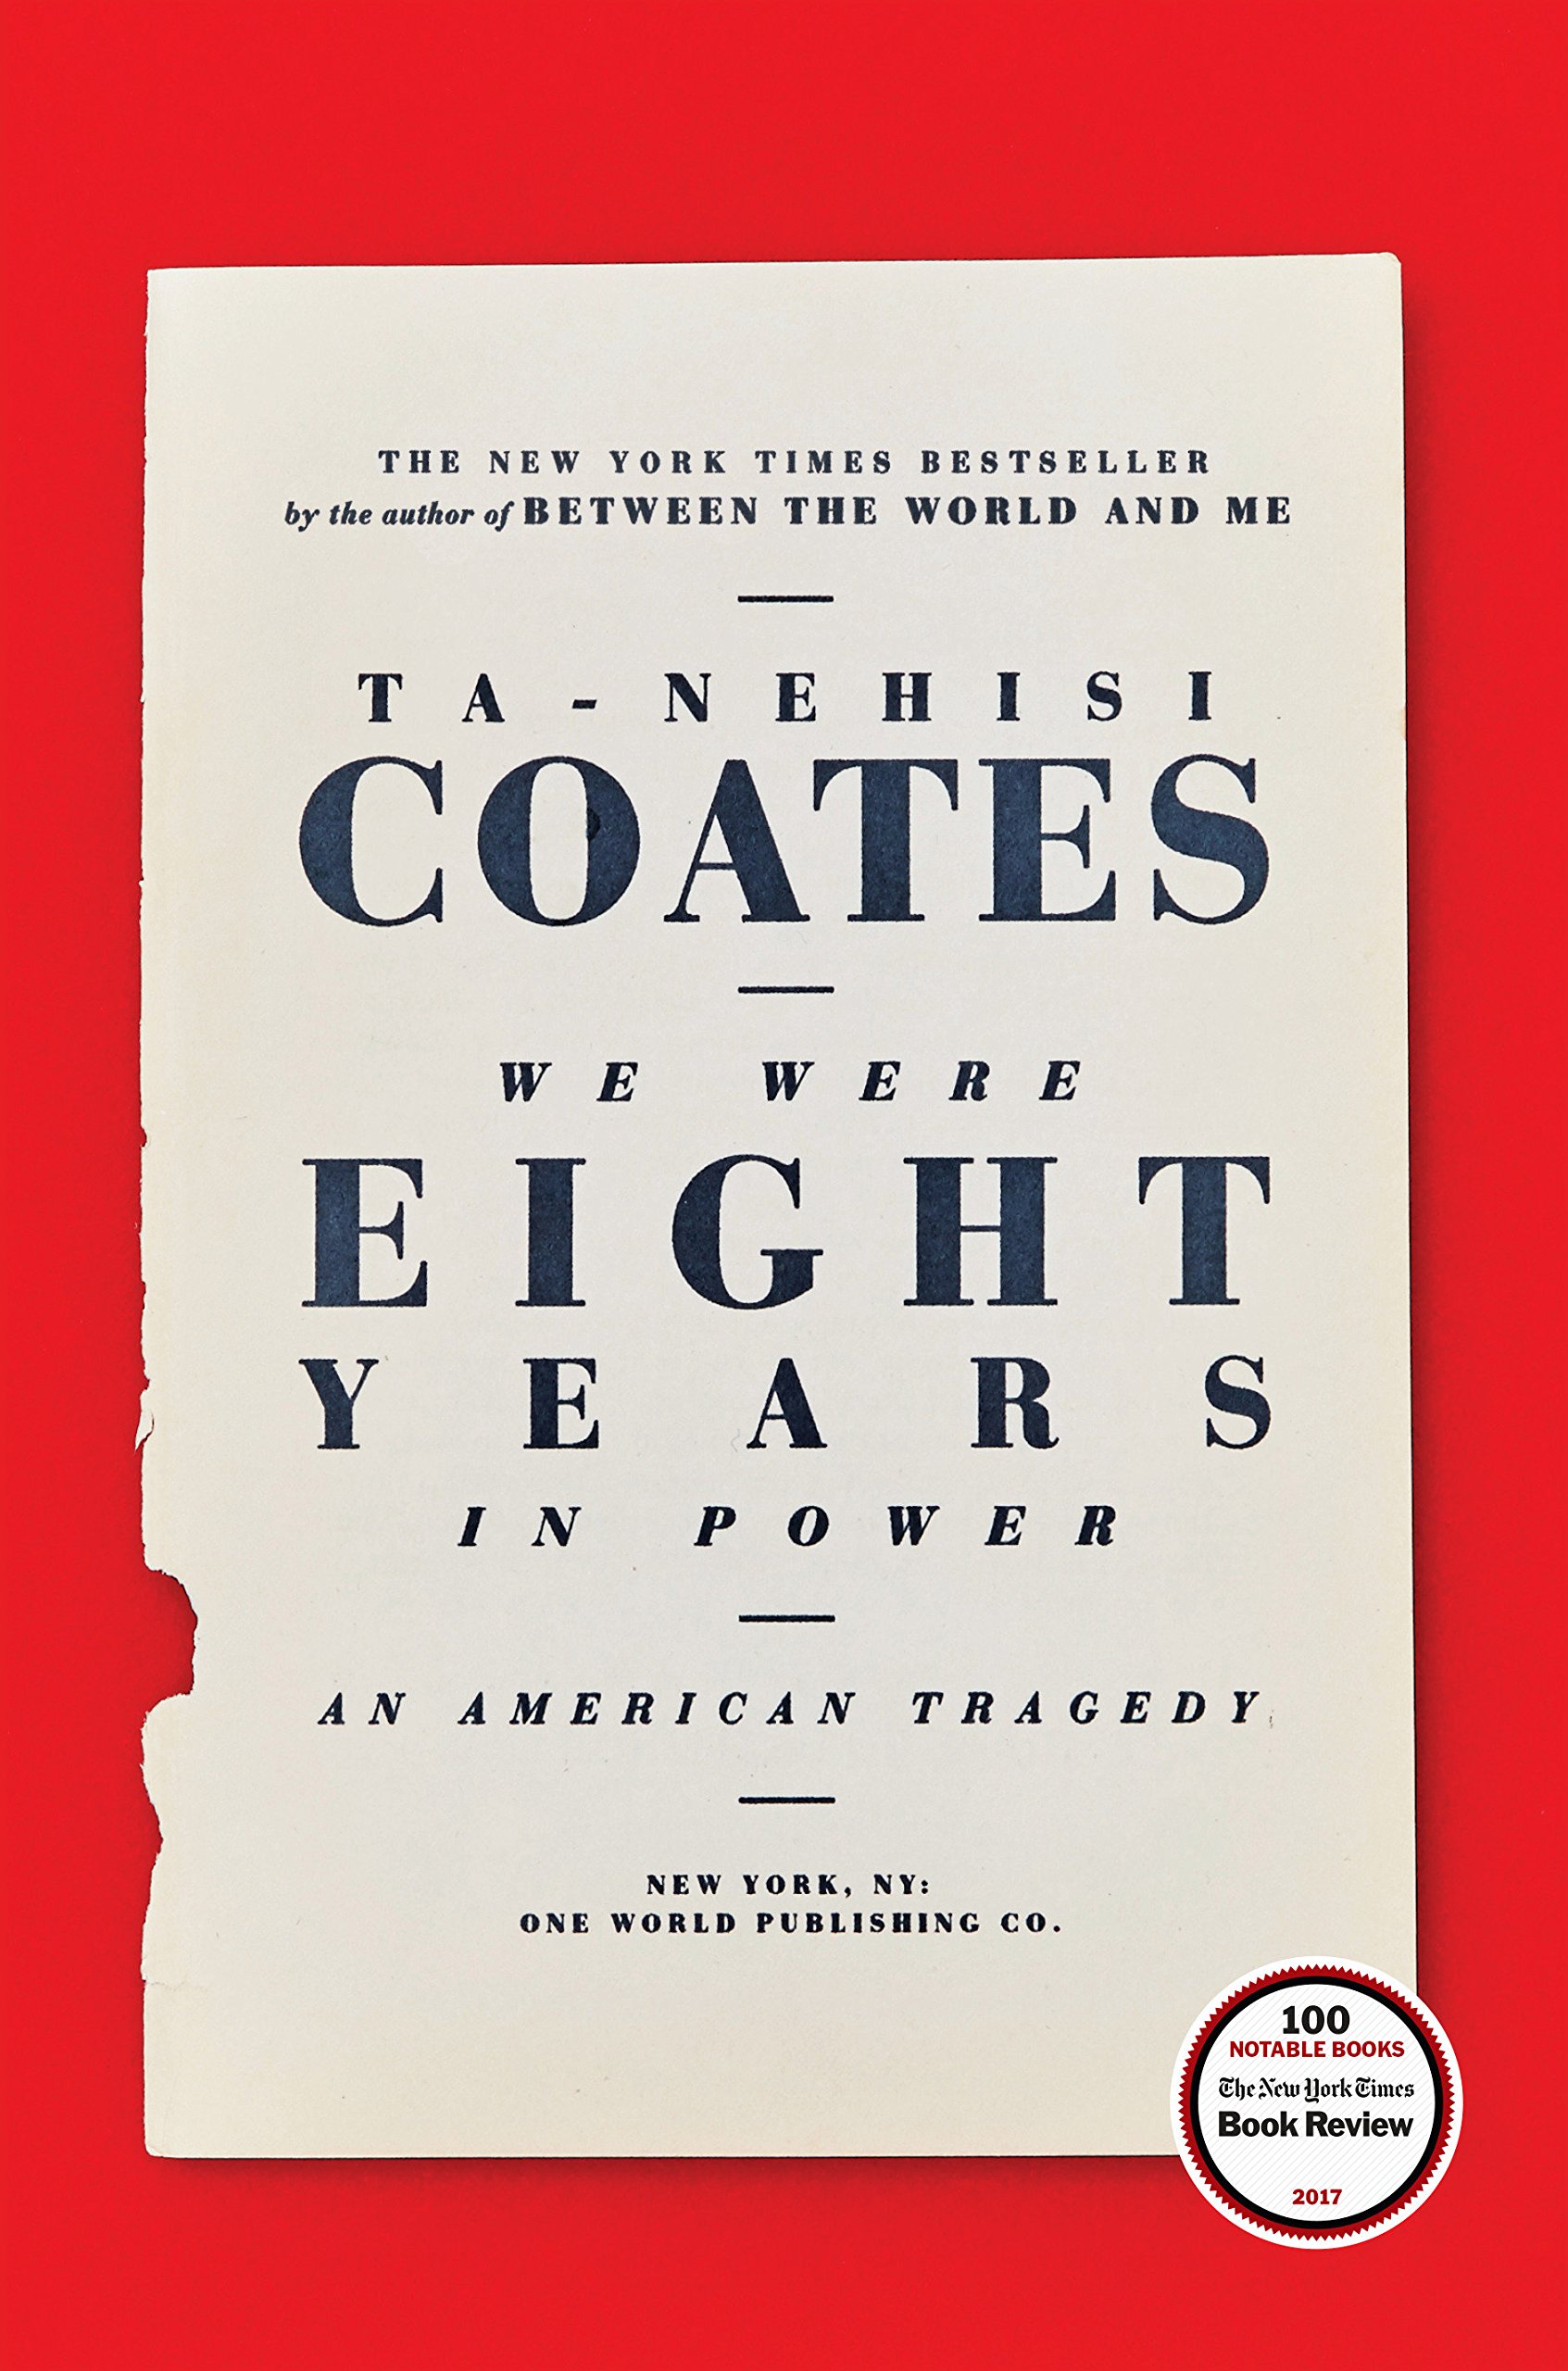 THE NEW YORK TIMES BESTSELLER
by the author of BETWEEN THE WORLD AND ME
TA-NEHISI
COATES
WE WERE
EIGHT
YEARS
IN POWER
AN AMERICAN TRAGEDY
NEW YORK, NY:
ONE WORLD PUBLISHING CO.
100
NOTABLE BOOKS
The New York Times
Book Review
2017